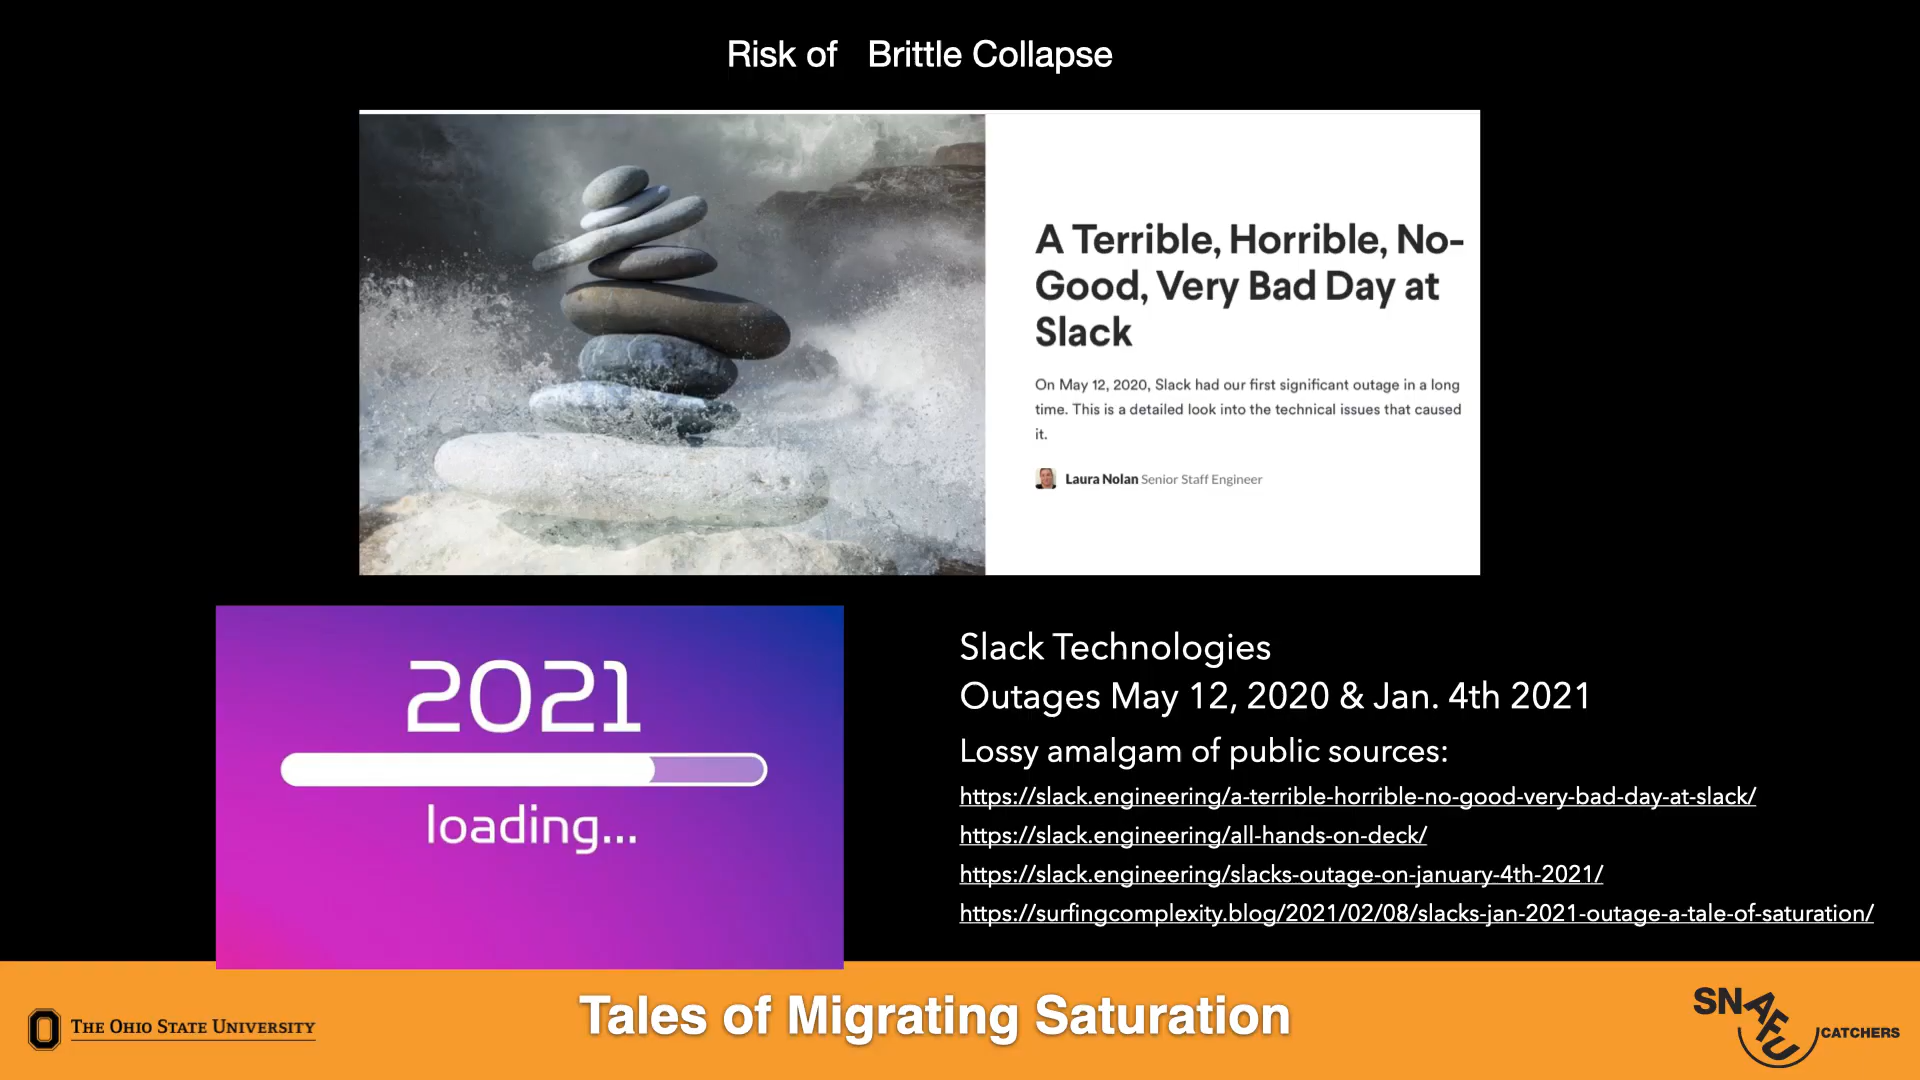 Risk of Brittle Collapse
A Terrible, Horrible, No-
Good, Very Bad Day at
Slack
On May 12, 2020, Slack had our first significant outage in a long
time. This is a detailed look into the technical issues that caused
it.
Laura Nolan Senior Staff Engineer
2021
loading...
Slack Technologies
Outages May 12, 2020 & Jan. 4th 2021
Lossy amalgam of public sources:
https://slack.engineering/a-terrible-horrible-no-good-very-bad-day-at-slack/
https://slack.engineering/all-hands-on-deck/
https://slack.engineering/slacks-outage-on-january-4th-2021/
https://surfingcomplexity.blog/2021/02/08/slacks-jan-2021-outage-a-tale-of-saturation/
THE OHIO STATE UNIVERSITY
Tales of Migrating Saturation
SNAFU CATCHERS